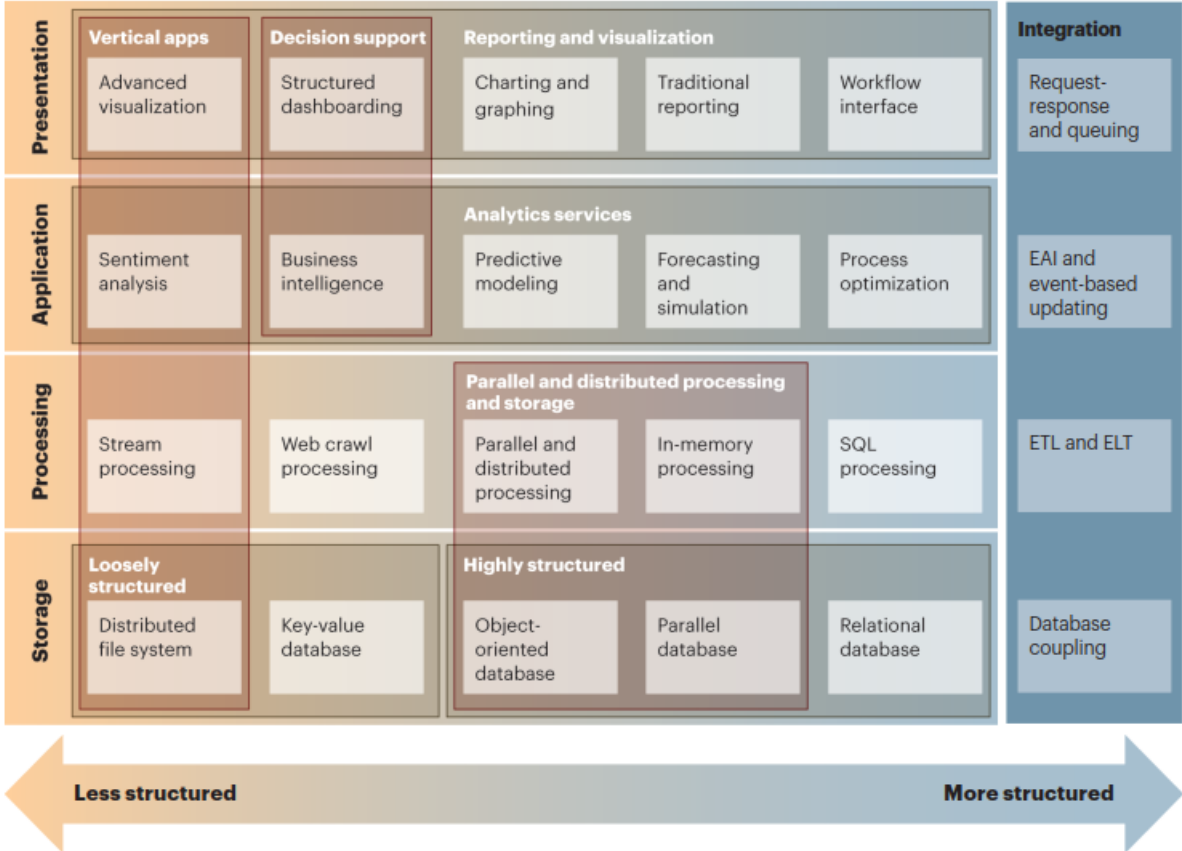 Presentation
Vertical apps
Decision support
Reporting and visualization
Integration
Advanced
visualization
Structured
dashboarding
Charting and
graphing
Traditional
reporting
Workflow
interface
Request-
response
and queuing
Application
Analytics services
Sentiment
analysis
Business
intelligence
Predictive
modeling
Forecasting
and
simulation
Process
optimization
EAI and
event-based
updating
Processing
Parallel and distributed processing
and storage
Stream
processing
Web crawl
processing
Parallel and
distributed
processing
In-memory
processing
SQL
processing
ETL and ELT
Storage
Loosely
structured
Highly structured
Distributed
file system
Key-value
database
Object-
oriented
database
Parallel
database
Relational
database
Database
coupling
Less structured
More structured